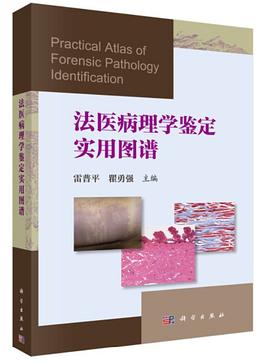 Practical Atlas of
Forensic Pathology
Identification
法医病理学鉴定
实用图谱
雷普平 瞿勇强 主编
科学出版社
法医病理学鉴定实用图谱
科学出版社